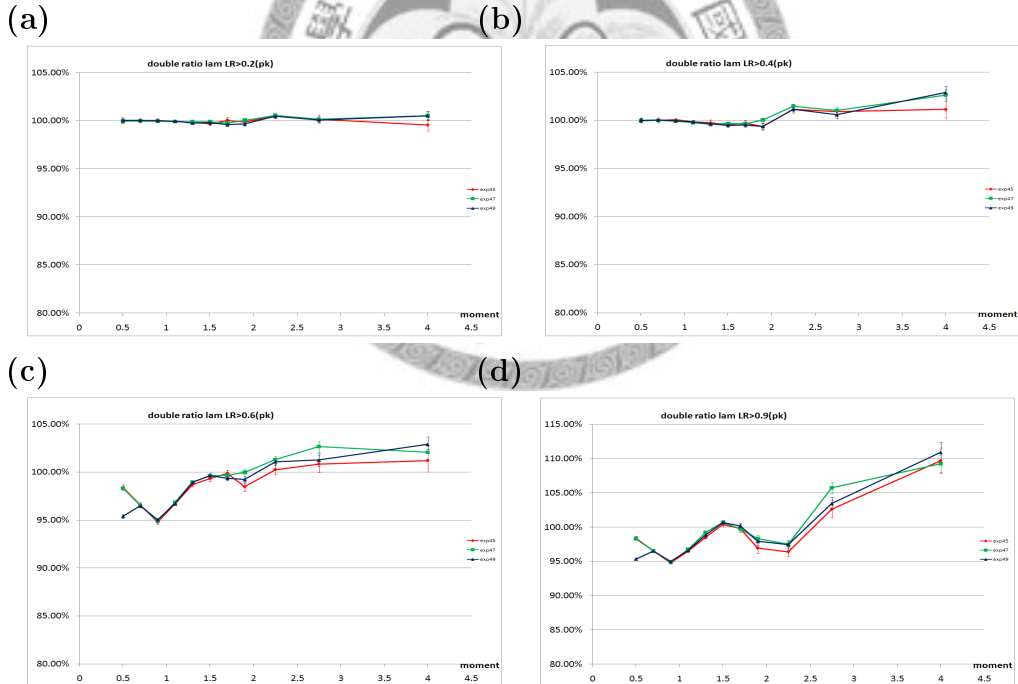 (a)
double ratio lam LR>0.2(pk)
105.00%
100.00%
95.00%
90.00%
85.00%
80.00%
exp45
exp47
exp49
moment
0 0.5 1 1.5 2 2.5 3 3.5 4 4.5
(b)
double ratio lam LR>0.4(pk)
105.00%
100.00%
95.00%
90.00%
85.00%
80.00%
exp45
exp47
exp49
moment
0 0.5 1 1.5 2 2.5 3 3.5 4 4.5
(c)
double ratio lam LR>0.6(pk)
105.00%
100.00%
95.00%
90.00%
85.00%
80.00%
exp45
exp47
exp49
moment
0 0.5 1 1.5 2 2.5 3 3.5 4 4.5
(d)
double ratio lam LR>0.9(pk)
115.00%
110.00%
105.00%
100.00%
95.00%
90.00%
85.00%
80.00%
exp45
exp47
exp49
moment
0 0.5 1 1.5 2 2.5 3 3.5 4 4.5